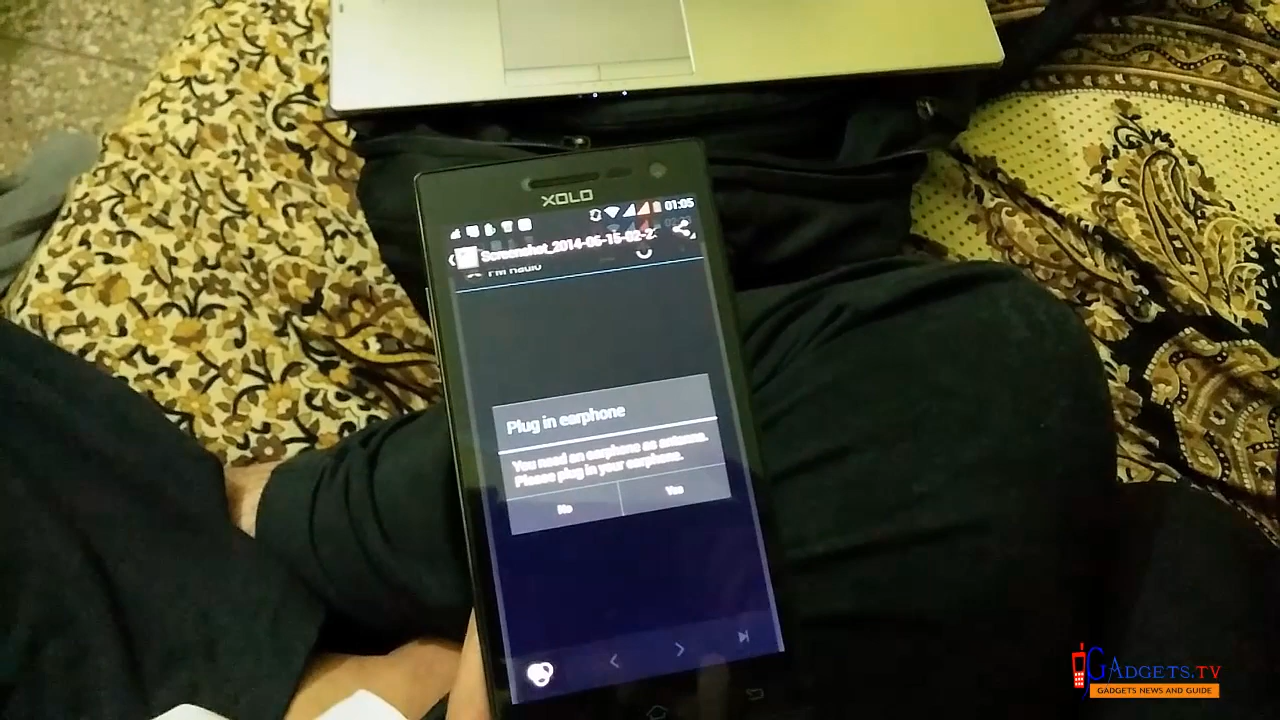 XOLO
01:05
Screenshot_2014-06-15-02-2
FM Radio
Plug in earphone
You need an earphone as antenna.
Please plug in your earphone.
No
Yes
GADGETS.TV
GADGETS NEWS AND GUIDE